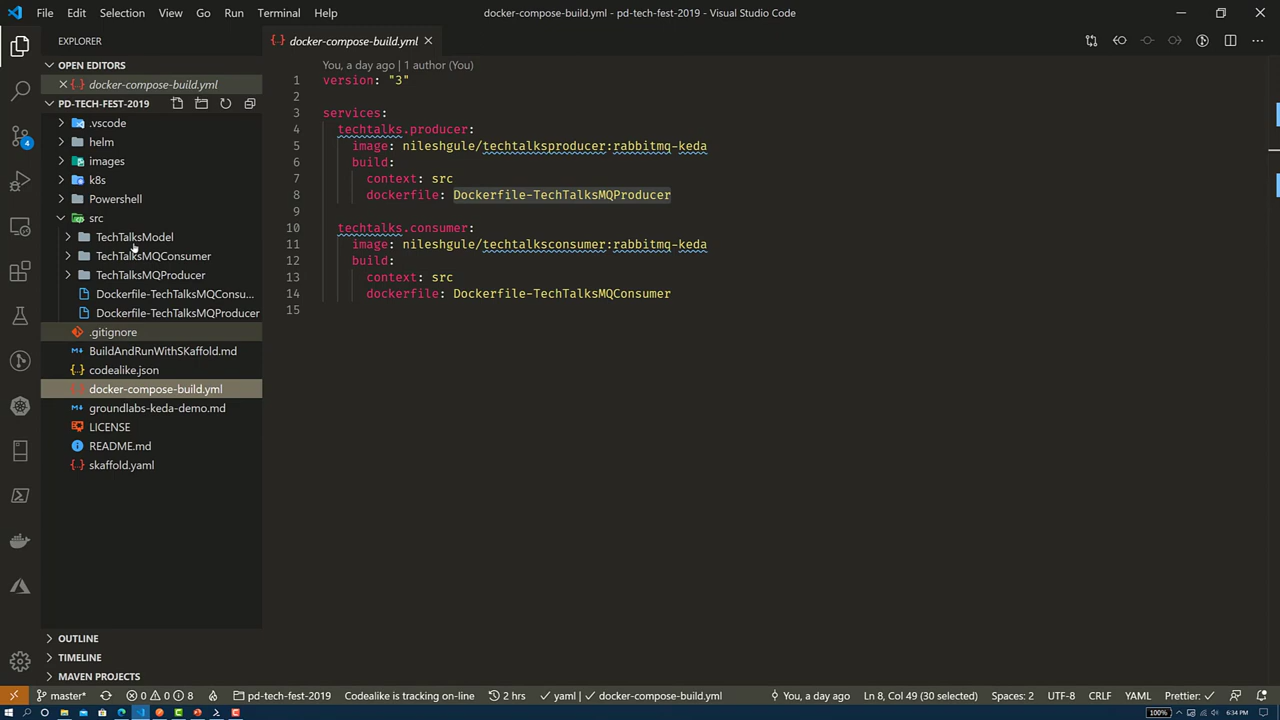 File Edit Selection View Go Run Terminal Help
docker-compose-build.yml - pd-tech-fest-2019 - Visual Studio Code
EXPLORER
OPEN EDITORS
docker-compose-build.yml
PD-TECH-FEST-2019
.vscode
helm
images
k8s
Powershell
src
TechTalksModel
TechTalksMQConsumer
TechTalksMQProducer
Dockerfile-TechTalksMQConsu...
Dockerfile-TechTalksMQProducer
.gitignore
BuildAndRunWithSKaffold.md
codealike.json
docker-compose-build.yml
groundlabs-keda-demo.md
LICENSE
README.md
skaffold.yaml
OUTLINE
TIMELINE
MAVEN PROJECTS
4
docker-compose-build.yml
You, a day ago | 1 author (You)
1 version: "3"
2
3 services:
4 techtalks.producer:
5 image: nileshgule/techtalksproducer:rabbitmq-keda
6 build:
7 context: src
8 dockerfile: Dockerfile-TechTalksMQProducer
9
10 techtalks.consumer:
11 image: nileshgule/techtalksconsumer:rabbitmq-keda
12 build:
13 context: src
14 dockerfile: Dockerfile-TechTalksMQConsumer
15
master* 0 0 8 pd-tech-fest-2019 Codealike is tracking on-line 2 hrs yaml | docker-compose-build.yml You, a day ago Ln 8, Col 49 (30 selected) Spaces: 2 UTF-8 CRLF YAML Prettier:
100% 6:34 PM